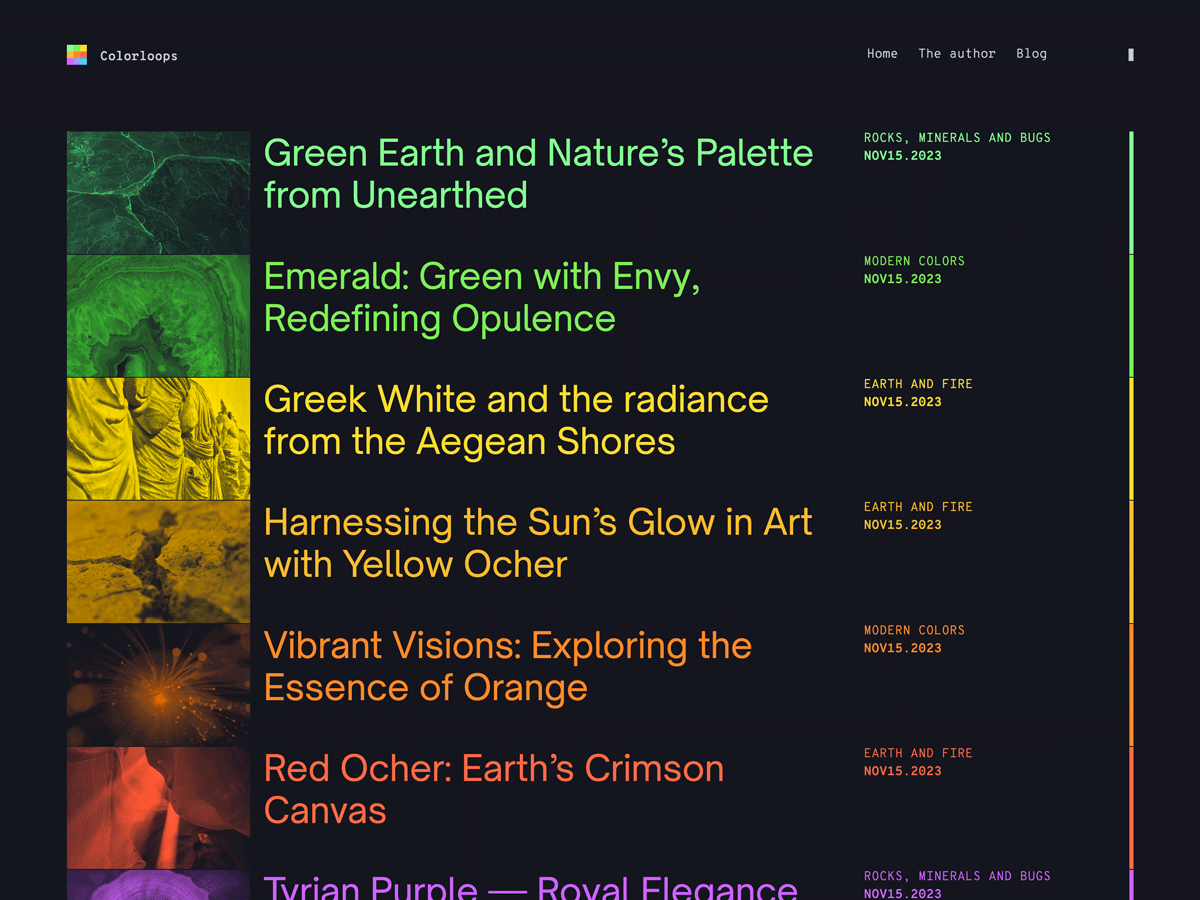 Colorloops
Home The author Blog
Green Earth and Nature’s Palette
from Unearthed
ROCKS, MINERALS AND BUGS
NOV15.2023
Emerald: Green with Envy,
Redefining Opulence
MODERN COLORS
NOV15.2023
Greek White and the radiance
from the Aegean Shores
EARTH AND FIRE
NOV15.2023
Harnessing the Sun’s Glow in Art
with Yellow Ocher
EARTH AND FIRE
NOV15.2023
Vibrant Visions: Exploring the
Essence of Orange
MODERN COLORS
NOV15.2023
Red Ocher: Earth’s Crimson
Canvas
EARTH AND FIRE
NOV15.2023
Tyrian Purple — Royal Elegance
ROCKS, MINERALS AND BUGS
NOV15.2023